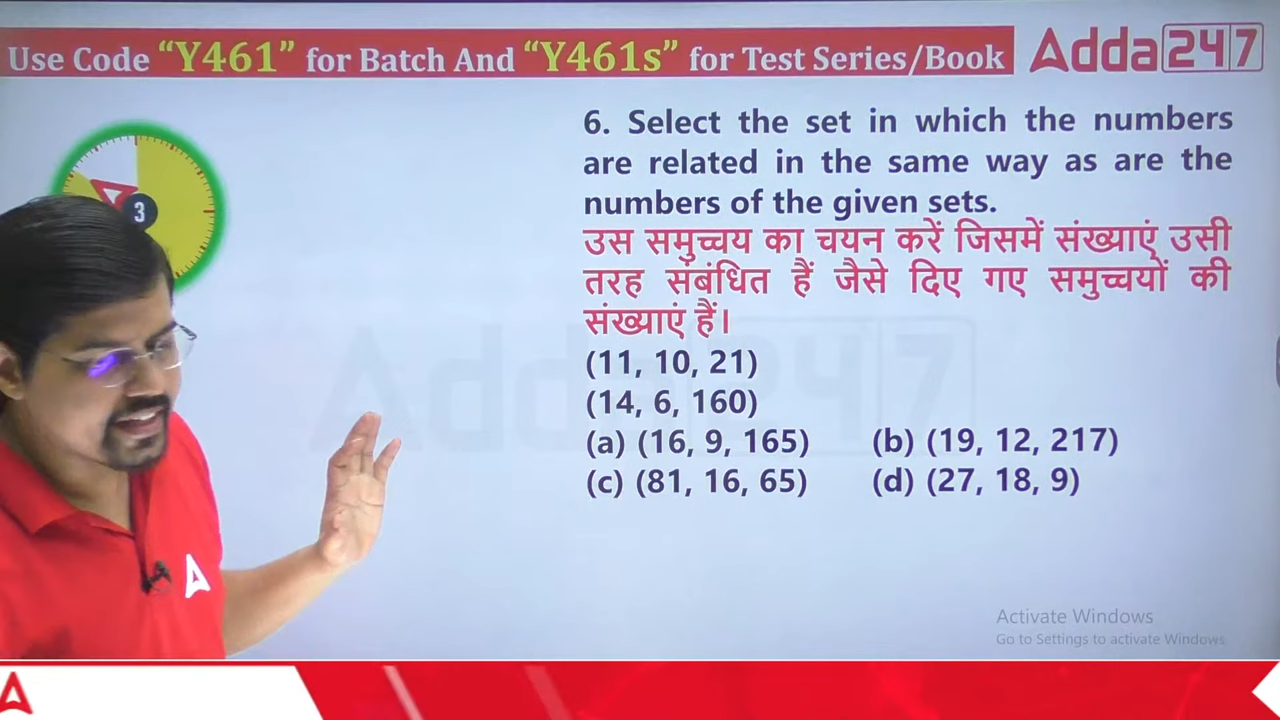 Use Code “Y461” for Batch And “Y461s” for Test Series/Book
Adda247
3
6. Select the set in which the numbers
are related in the same way as are the
numbers of the given sets.
उस समुच्चय का चयन करें जिसमें संख्याएं उसी
तरह संबंधित हैं जैसे दिए गए समुच्चयों की
संख्याएं हैं।
(11, 10, 21)
(14, 6, 160)
(a) (16, 9, 165) (b) (19, 12, 217)
(c) (81, 16, 65) (d) (27, 18, 9)
Adda247
Activate Windows
Go to Settings to activate Windows.